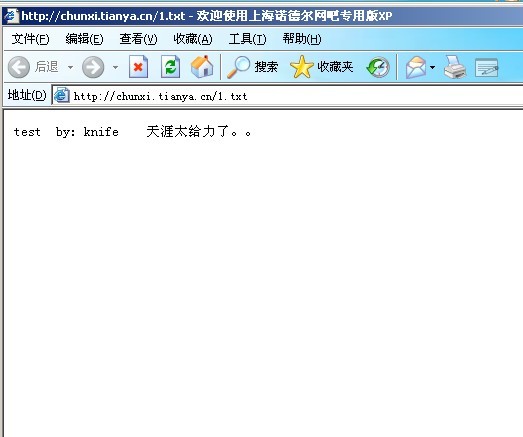 http://chunxi.tianya.cn/1.txt - 欢迎使用上海诺德尔网吧专用版XP
文件(F) 编辑(E) 查看(V) 收藏(A) 工具(T) 帮助(H)
后退 搜索 收藏夹
地址(D) http://chunxi.tianya.cn/1.txt
test by: knife 天涯太给力了。。